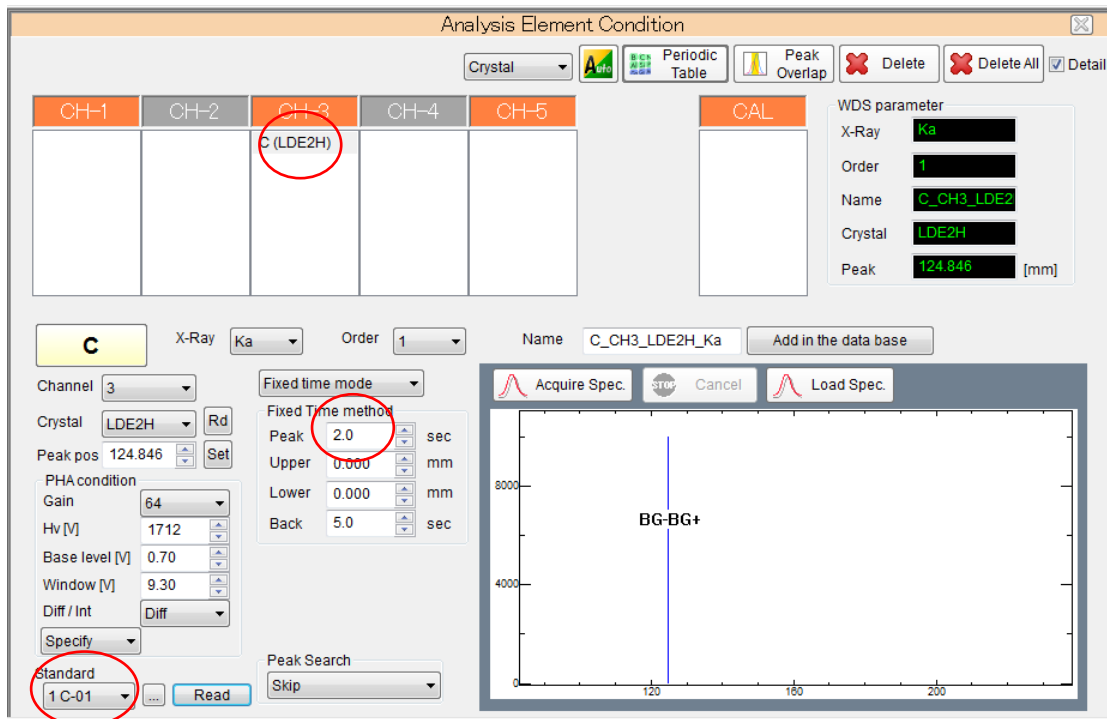 Analysis Element Condition
Crystal Auto Periodic Table Peak Overlap Delete Delete All Detail
CH-1 CH-2 CH-3 CH-4 CH-5 CAL
C (LDE2H)
WDS parameter
X-Ray Ka
Order 1
Name C_CH3_LDE2
Crystal LDE2H
Peak 124.846 [mm]
C X-Ray Ka Order 1 Name C_CH3_LDE2H_Ka Add in the data base
Channel 3
Crystal LDE2H Rd
Peak pos 124.846 Set
PHA condition
Gain 64
Hv [V] 1712
Base level [V] 0.70
Window [V] 9.30
Diff / Int Diff
Specify
Standard
1 C-01 ... Read
Fixed time mode
Fixed Time method
Peak 2.0 sec
Upper 0.000 mm
Lower 0.000 mm
Back 5.0 sec
Peak Search
Skip
Acquire Spec. STOP Cancel Load Spec.
8000
BG-BG+
4000
0
120 160 200